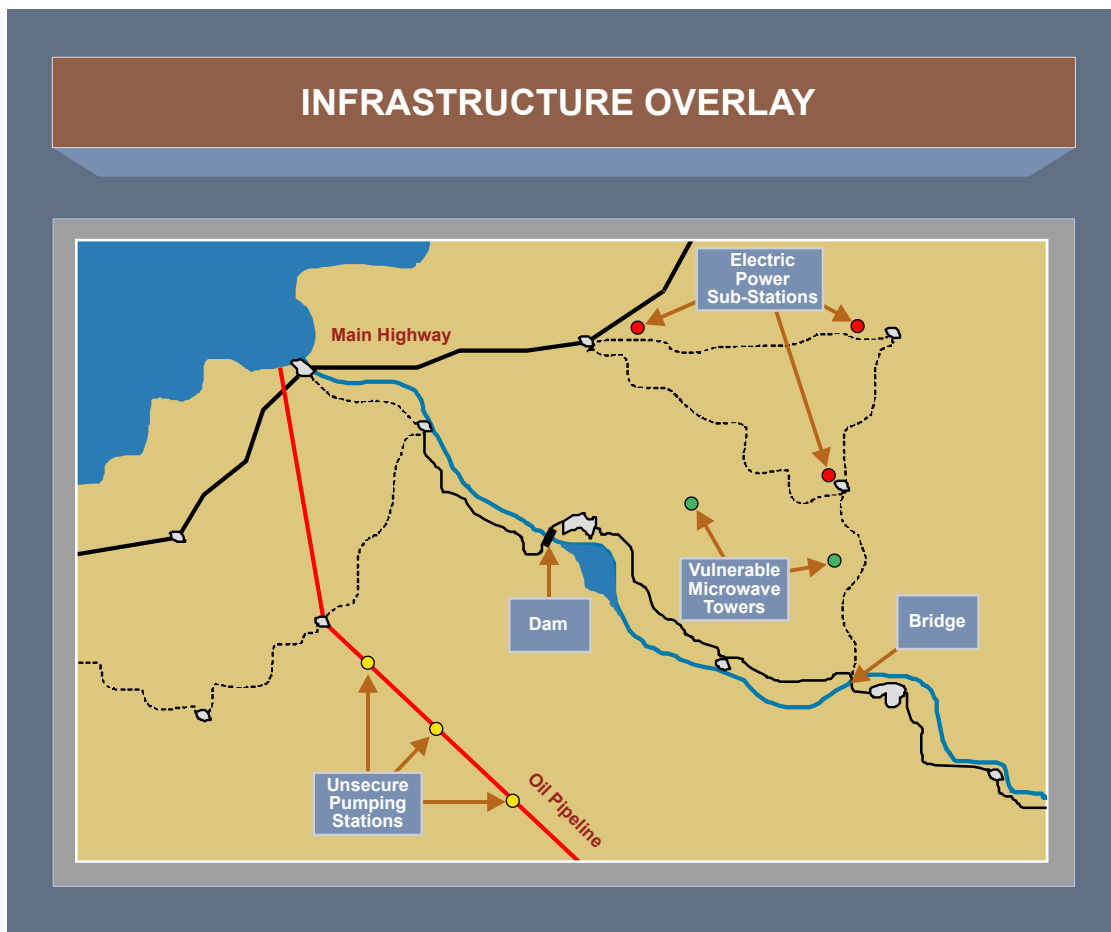 INFRASTRUCTURE OVERLAY
Electric
Power
Sub-Stations
Main Highway
Vulnerable
Microwave
Towers
Dam
Bridge
Unsecure
Pumping
Stations
Oil Pipeline